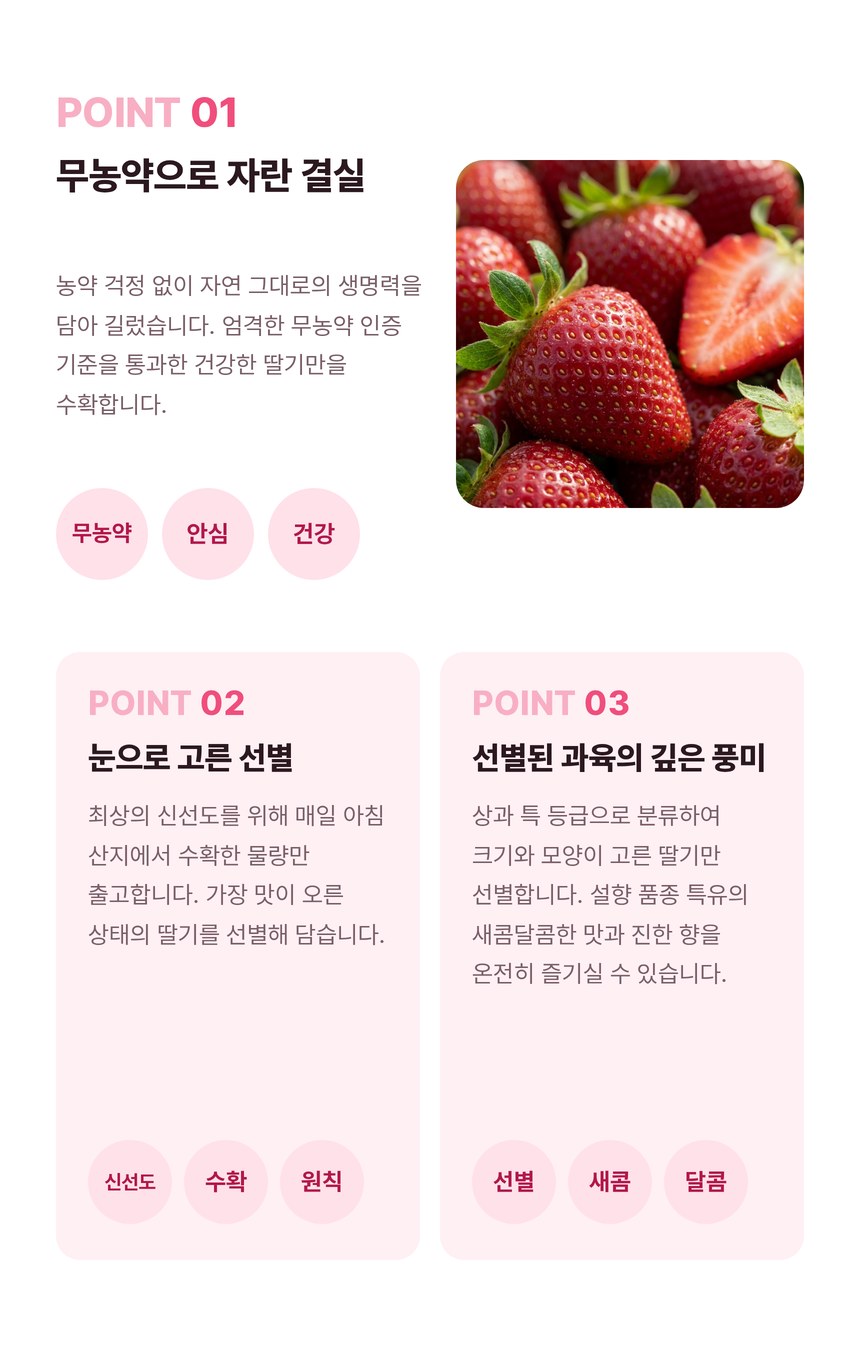 POINT 01
무농약으로 자란 결실
농약 걱정 없이 자연 그대로의 생명력을
담아 길렀습니다. 엄격한 무농약 인증
기준을 통과한 건강한 딸기만을
수확합니다.
무농약
안심
건강
POINT 02
눈으로 고른 선별
최상의 신선도를 위해 매일 아침
산지에서 수확한 물량만
출고합니다. 가장 맛이 오른
상태의 딸기를 선별해 담습니다.
신선도
수확
원칙
POINT 03
선별된 과육의 깊은 풍미
상과 특 등급으로 분류하여
크기와 모양이 고른 딸기만
선별합니다. 설향 품종 특유의
새콤달콤한 맛과 진한 향을
온전히 즐기실 수 있습니다.
선별
새콤
달콤